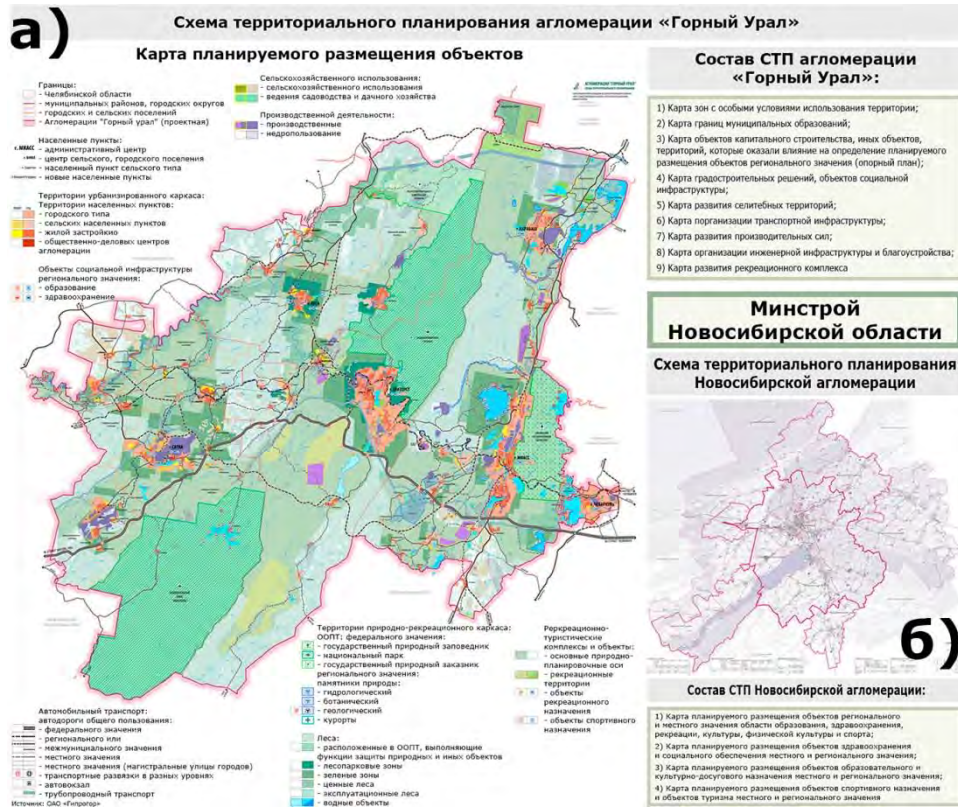 а)
Схема территориального планирования агломерации «Горный Урал»
Карта планируемого размещения объектов
Границы:
- Челябинской области
- муниципальных районов, городских округов
- городских и сельских поселений
- Агломерации "Горный урал" (проектная)
Населенные пункты:
г. МИАСС - административный центр
- центр сельского, городского поселения
- населенный пункт сельского типа
- новые населенные пункты
Территории урбанизированного каркаса:
Территории населенных пунктов:
- городского типа
- сельских населенных пунктов
- жилой застройкио
- общественно-деловых центров
агломерации
Объекты социальной инфраструктуры
регионального значения:
- образование
- здравоохранение
Сельскохозяйственного использования:
- сельскохозяйственного использования
- ведения садоводства и дачного хозяйства
Производственной деятельности:
- производственные
- недропользование
Автомобильный транспорт:
автодороги общего пользования:
- федерального значения
- регионального или
- межмуниципального значения
- местного значения
- местного значения (магистральные улицы городов)
- транспортные развязки в разных уровнях
- автовокзал
- трубопроводный транспорт
Источник: ОАО «Гипрогор»
Территории природно-рекреационного каркаса:
ООПТ: федерального значения:
- государственный природный заповедник
- национальный парк
- государственный природный заказник
регионального значения:
памятники природы:
- гидрологический
- ботанический
- геологический
- курорты
Леса:
- расположенные в ООПТ, выполняющие
функции защиты природных и иных объектов
- лесопарковые зоны
- зеленые зоны
- ценные леса
- эксплуатационные леса
- водные объекты
Реркреационно-
туристические
комплексы и объекты:
- основные природно-
планировочные оси
- рекреационные
территории
- объекты
рекреационного
назначения
- объекты спортивного
назначения
Состав СТП агломерации
«Горный Урал»:
1) Карта зон с особыми условиями использования территории;
2) Карта границ муниципальных образований;
3) Карта объектов капитального строительства, иных объектов,
территорий, которые оказали влияние на определение планируемого
размещения объектов регионального значения (опорный план);
4) Карта градостроительных решений, объектов социальной
инфраструктуры;
5) Карта развития селитебных территорий;
6) Карта порганизации транспортной инфраструктуры;
7) Карта развития производительных сил;
8) Карта организации инженерной инфраструктуры и благоустройства;
9) Карта развития рекреационного комплекса
Минстрой
Новосибирской области
Схема территориального планирования
Новосибирской агломерации
б)
Состав СТП Новосибирской агломерации:
1) Карта планируемого размещения объектов регионального
и местного значения области образования, здравоохранения,
рекреации, культуры, физической культуры и спорта;
2) Карта планируемого размещения объектов здравоохранения
и социального обеспечения местного и регионального значения;
3) Карта планируемого размещения объектов образовательного и
культурно-досугового назначения местного и регионального значения;
4) Карта планируемого размещения объектов спортивного назначения
и объектов туризма местного и регионального значения